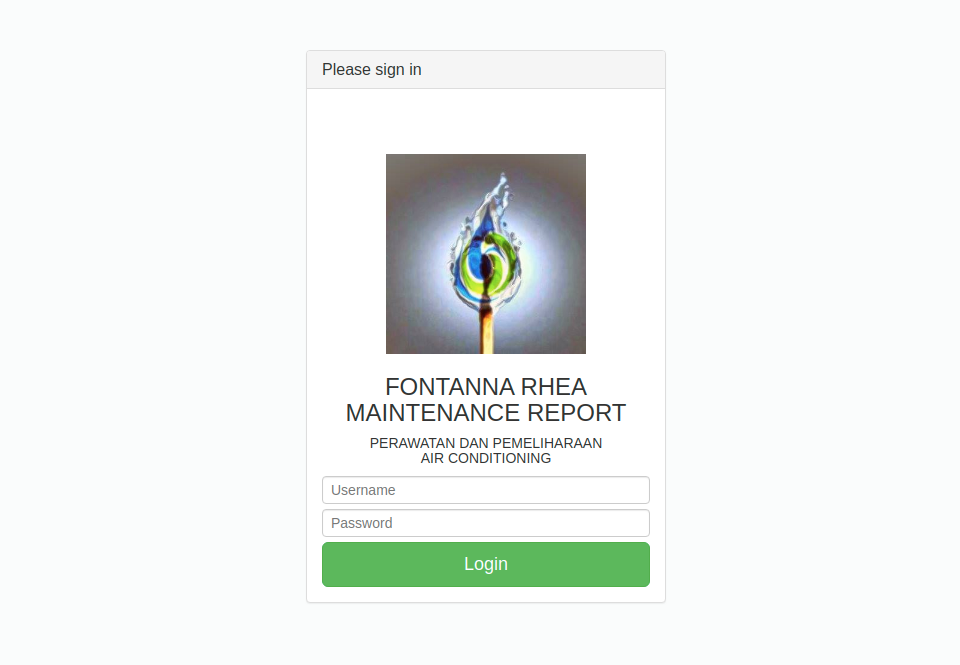 Please sign in
FONTANNA RHEA
MAINTENANCE REPORT
PERAWATAN DAN PEMELIHARAAN
AIR CONDITIONING
Username
Password
Login